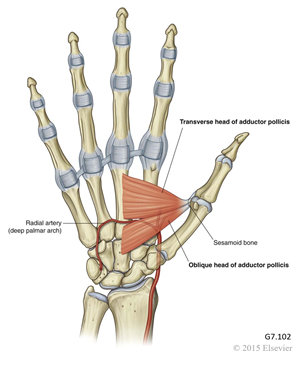 Transverse head of adductor pollicis
Radial artery
(deep palmar arch)
Sesamoid bone
Oblique head of adductor pollicis
G7.102
© 2015 Elsevier